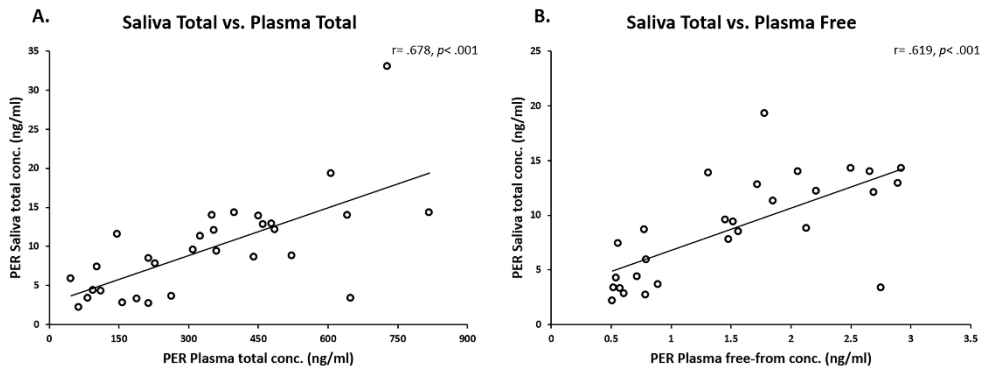 A.
Saliva Total vs. Plasma Total
r= .678, p< .001
PER Saliva total conc. (ng/ml)
35
30
25
20
15
10
5
0
0 150 300 450 600 750 900
PER Plasma total conc. (ng/ml)
B.
Saliva Total vs. Plasma Free
r= .619, p< .001
PER Saliva total conc. (ng/ml)
25
20
15
10
5
0
0 0.5 1 1.5 2 2.5 3 3.5
PER Plasma free-from conc. (ng/ml)